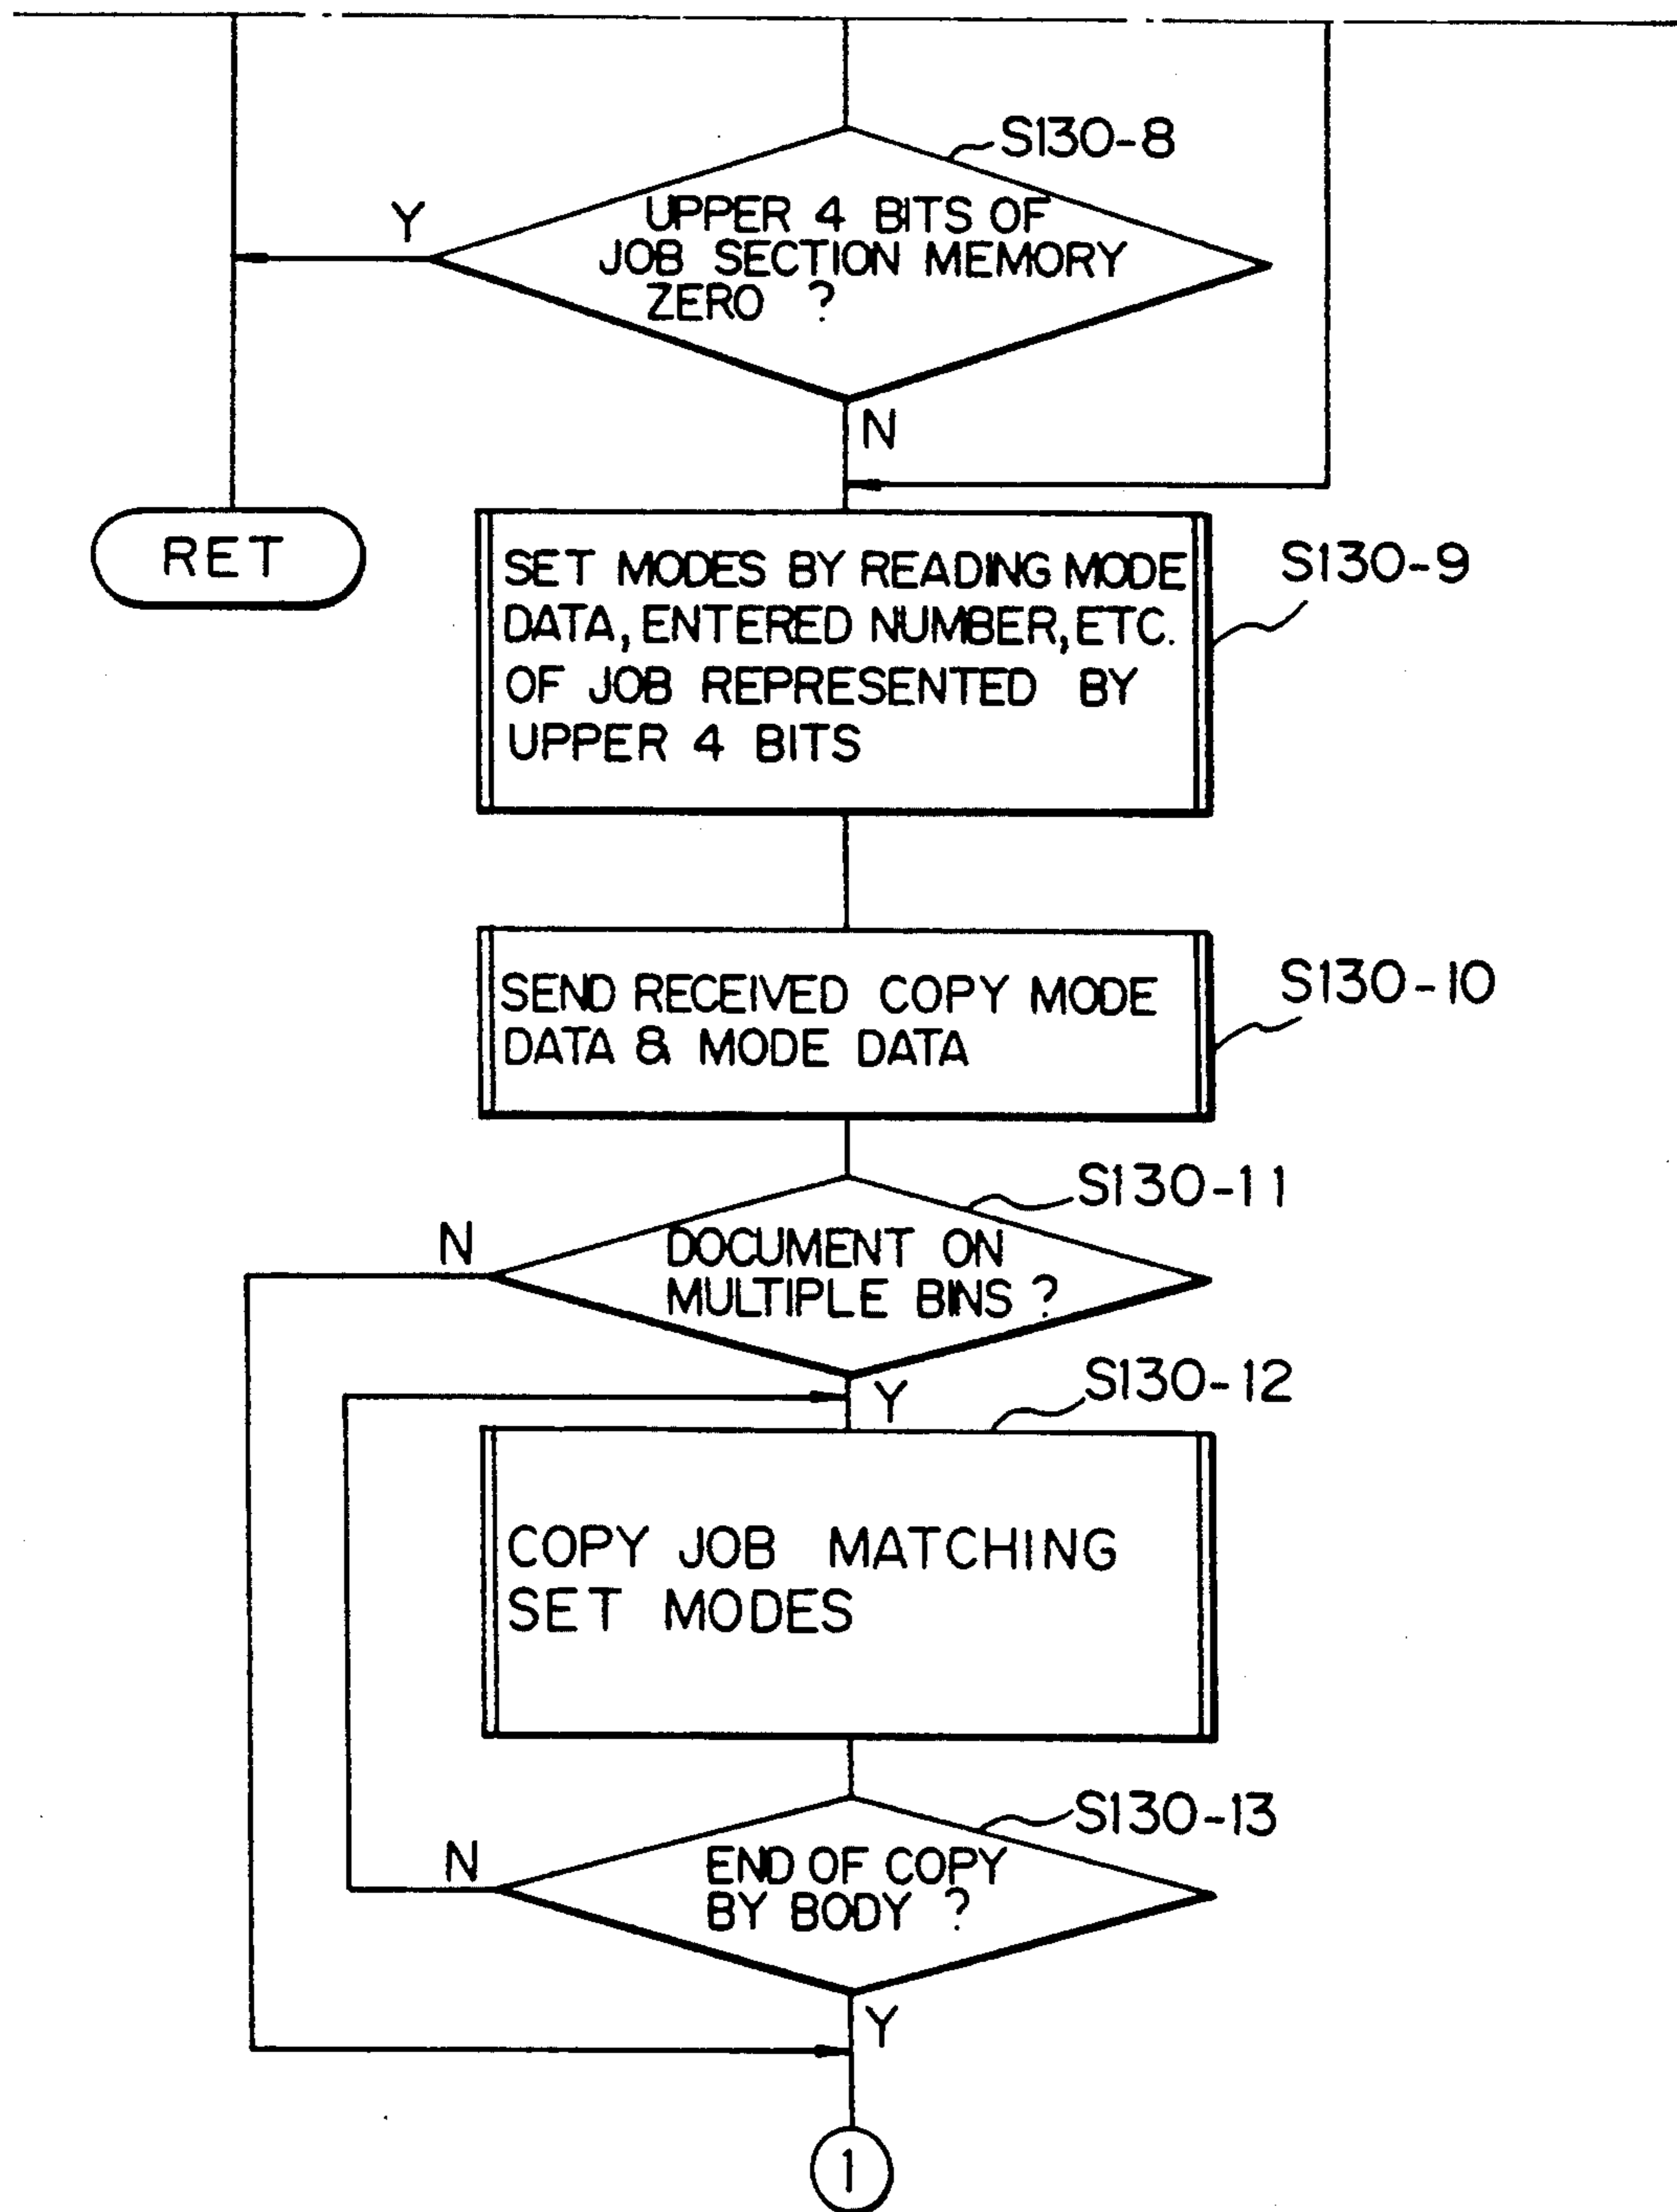 S130-8
Y
UPPER 4 BITS OF
JOB SECTION MEMORY
ZERO ?
N
RET
SET MODES BY READING MODE
DATA, ENTERED NUMBER, ETC.
OF JOB REPRESENTED BY
UPPER 4 BITS
S130-9
SEND RECEIVED COPY MODE
DATA & MODE DATA
S130-10
S130-11
N
DOCUMENT ON
MULTIPLE BINS ?
Y
S130-12
COPY JOB MATCHING
SET MODES
S130-13
N
END OF COPY
BY BODY ?
Y
1